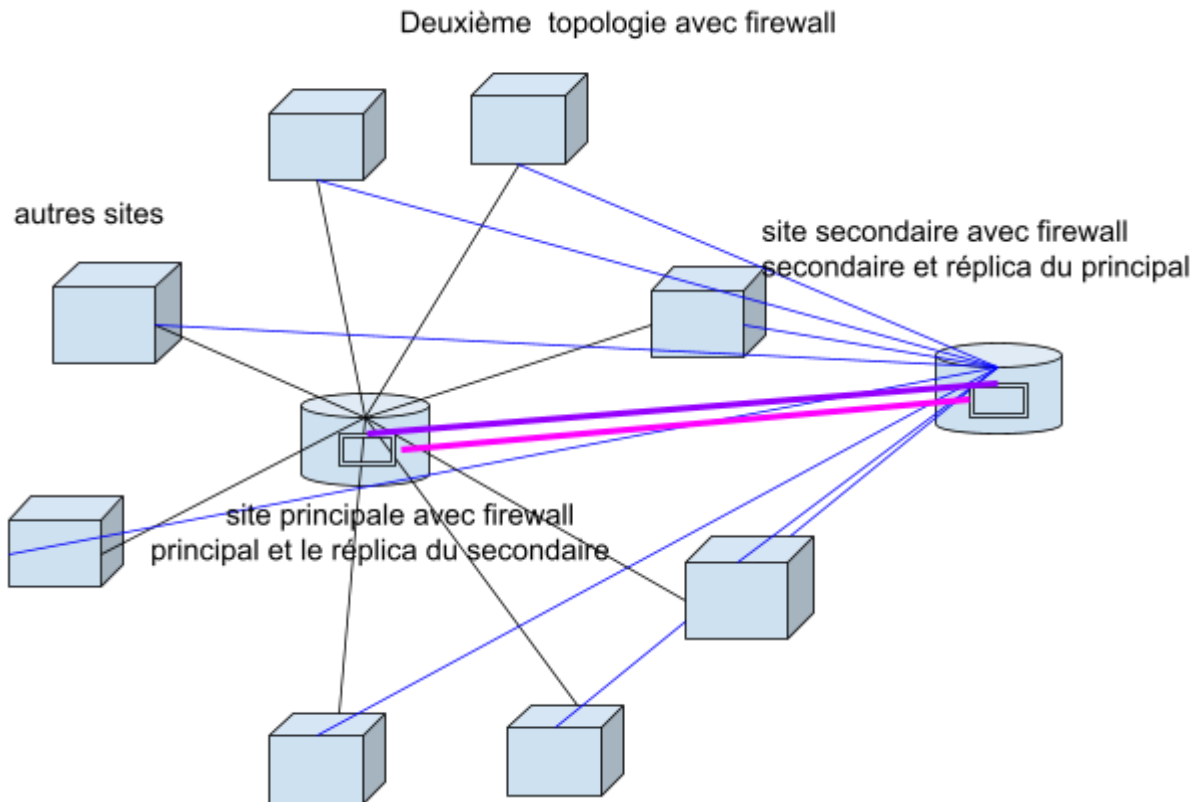 Deuxième  topologie avec firewall
autres sites
site secondaire avec firewall
secondaire et réplica du principal
site principale avec firewall
principal et le réplica du secondaire